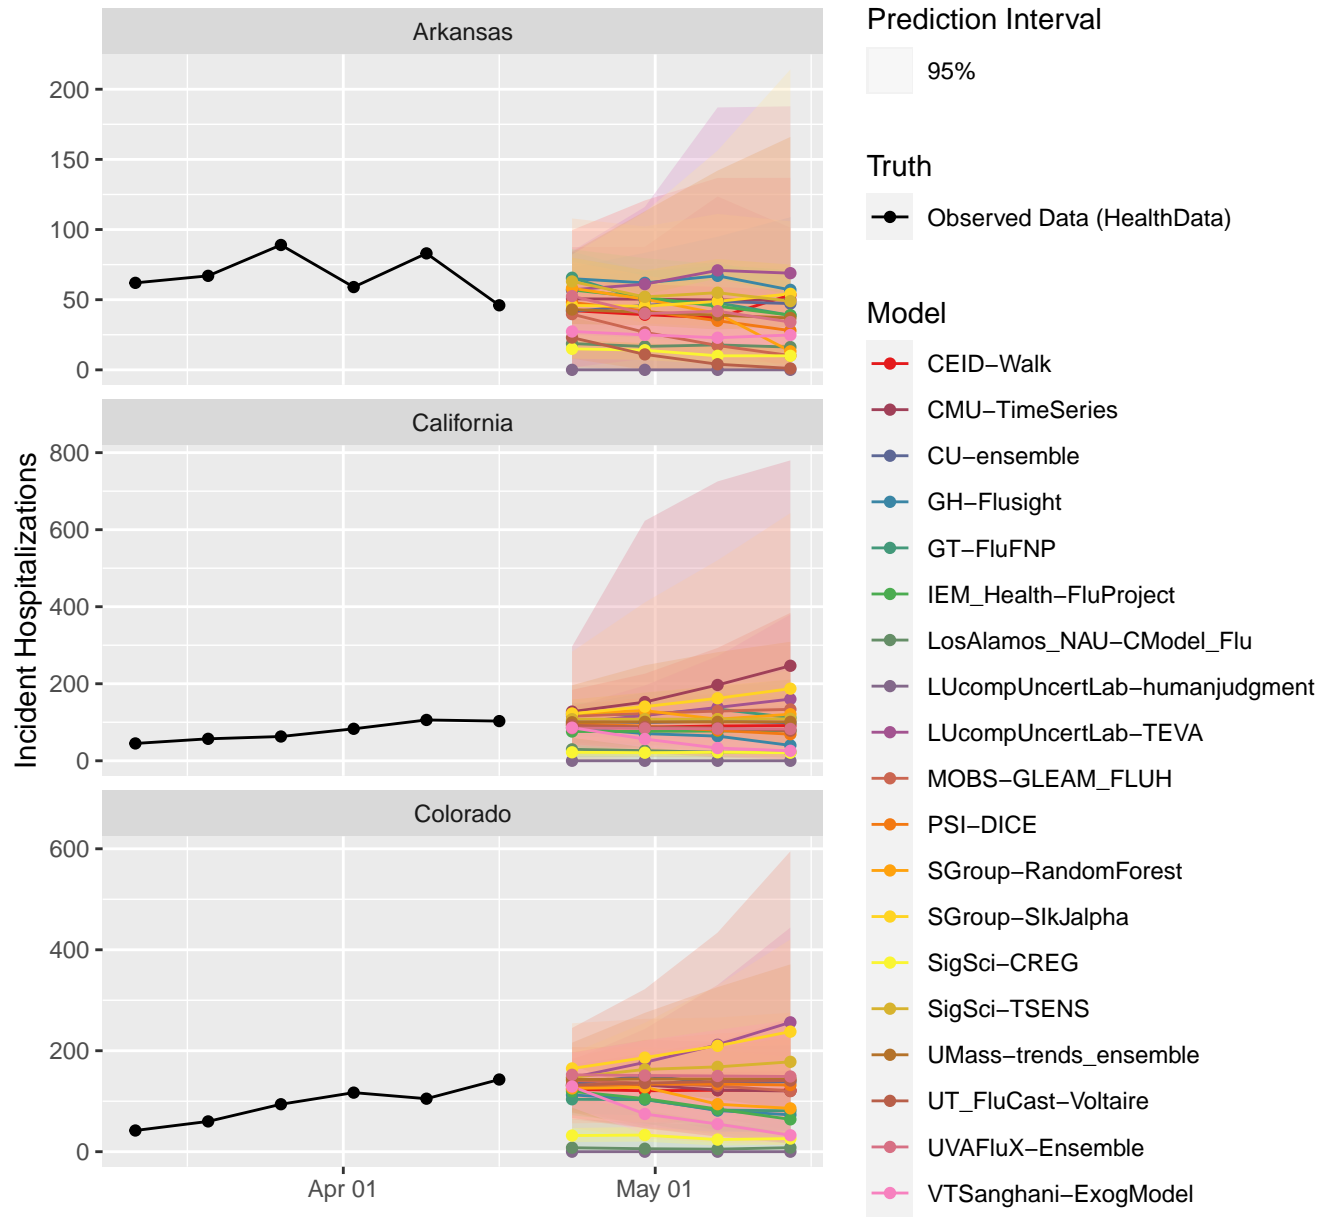 Arkansas
200
150
100
50
0
California
800
600
400
200
0
Colorado
600
400
200
0
Apr 01
May 01
Incident Hospitalizations
Prediction Interval
95%
Truth
Observed Data (HealthData)
Model
CEID−Walk
CMU−TimeSeries
CU−ensemble
GH−Flusight
GT−FluFNP
IEM_Health−FluProject
LosAlamos_NAU−CModel_Flu
LUcompUncertLab−humanjudgment
LUcompUncertLab−TEVA
MOBS−GLEAM_FLUH
PSI−DICE
SGroup−RandomForest
SGroup−SIkJalpha
SigSci−CREG
SigSci−TSENS
UMass−trends_ensemble
UT_FluCast−Voltaire
UVAFluX−Ensemble
VTSanghani−ExogModel